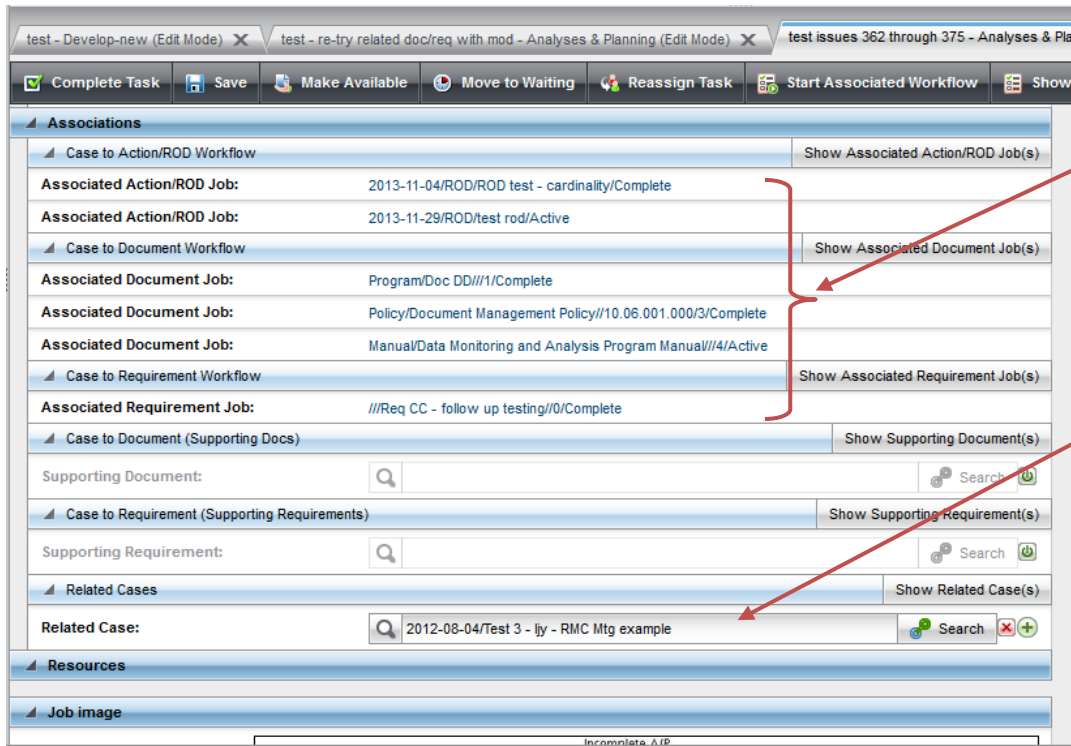 test - Develop-new (Edit Mode) test - re-try related doc/req with mod - Analyses & Planning (Edit Mode) test issues 362 through 375 - Analyses &
Complete Task Save Make Available Move to Waiting Reassign Task Start Associated Workflow Show
Associations
Case to Action/ROD Workflow Show Associated Action/ROD Job(s)
Associated Action/ROD Job: 2013-11-04/ROD/ROD test - cardinality/Complete
Associated Action/ROD Job: 2013-11-29/ROD/test rod/Active
Case to Document Workflow Show Associated Document Job(s)
Associated Document Job: Program/Doc DD///1/Complete
Associated Document Job: Policy/Document Management Policy//10.06.001.000/3/Complete
Associated Document Job: Manual/Data Monitoring and Analysis Program Manual///4/Active
Case to Requirement Workflow Show Associated Requirement Job(s)
Associated Requirement Job: ///Req CC - follow up testing//0/Complete
Case to Document (Supporting Docs) Show Supporting Document(s)
Supporting Document: Search
Case to Requirement (Supporting Requirements) Show Supporting Requirement(s)
Supporting Requirement: Search
Related Cases Show Related Case(s)
Related Case: 2012-08-04/Test 3 - ljy - RMC Mtg example Search
Resources
Job image
Incomplete A/P